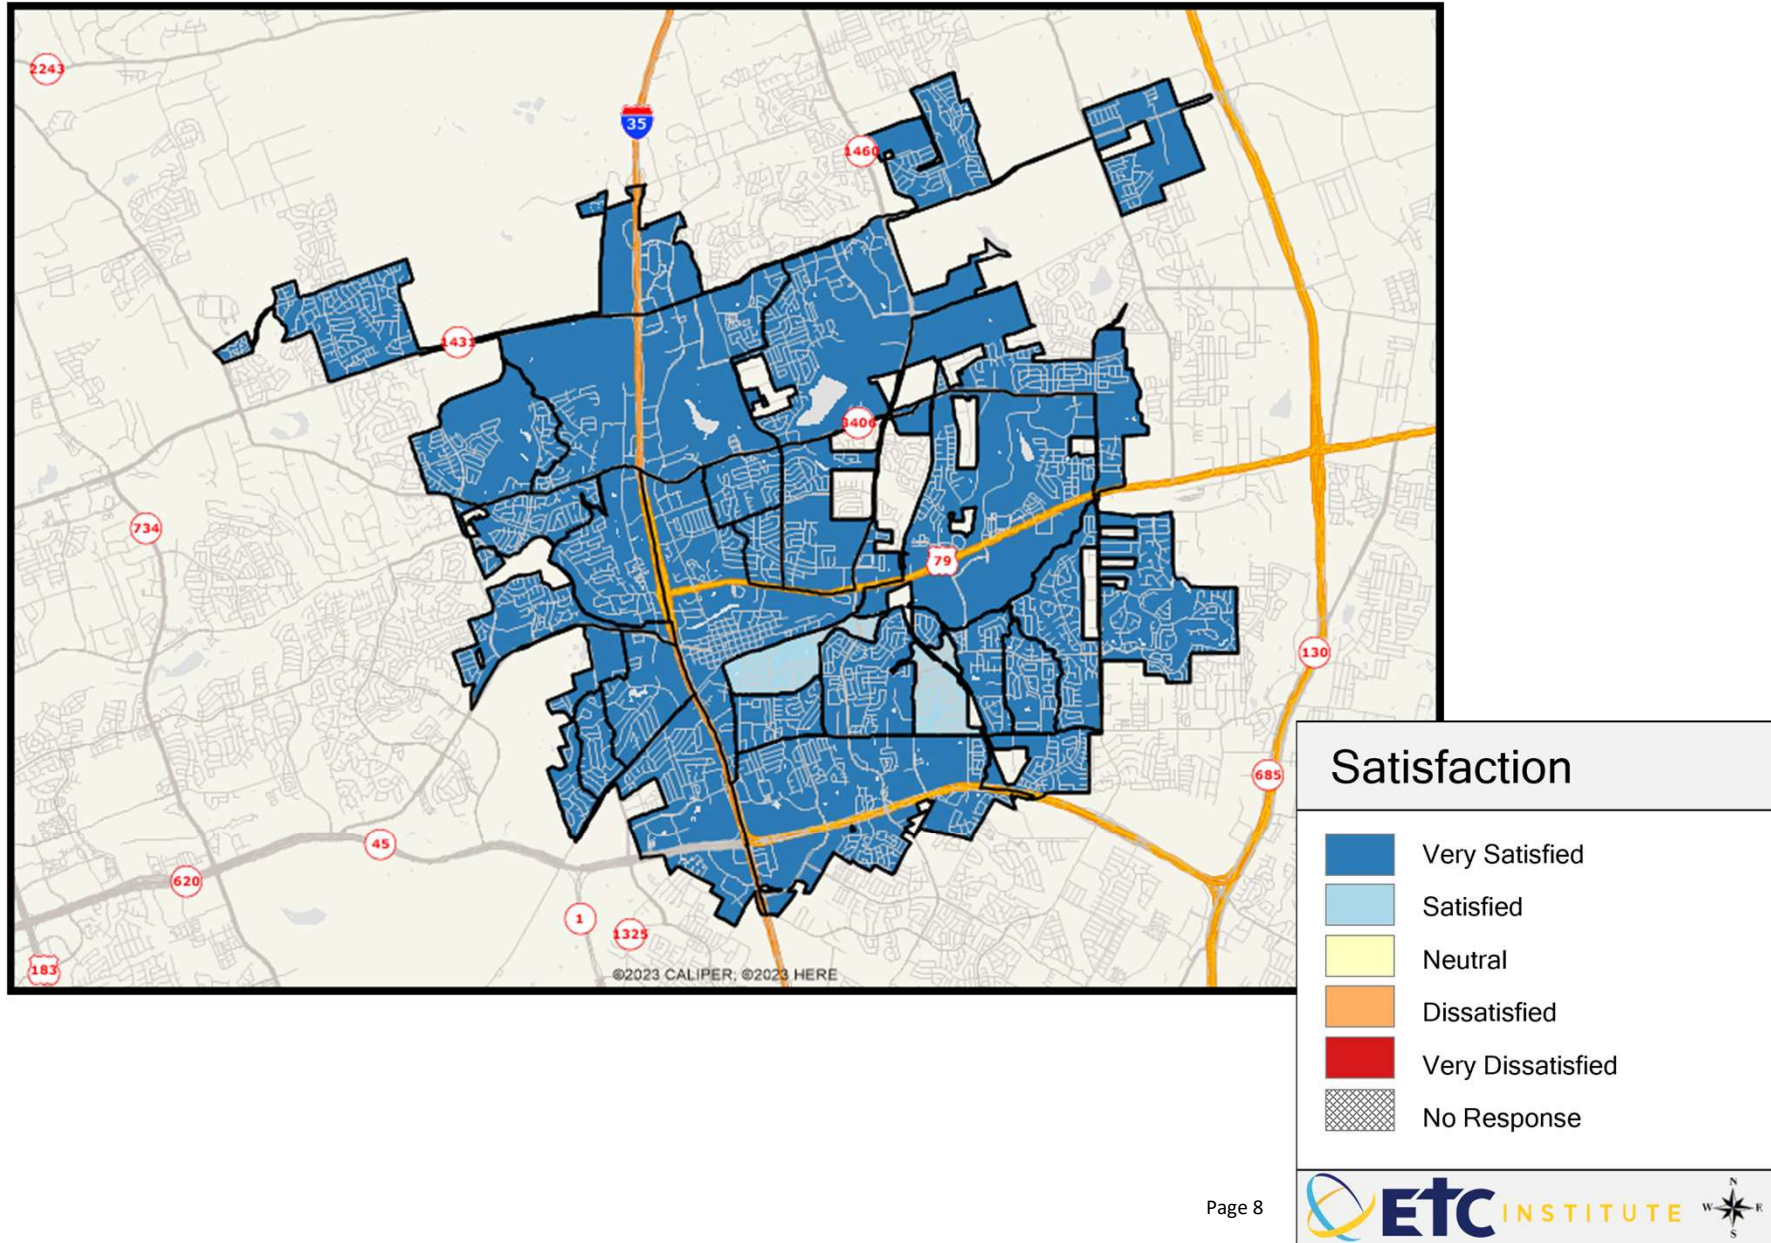 2243
35
1460
1431
3406
734
79
130
685
45
620
1
1325
183
©2023 CALIPER; ©2023 HERE
Satisfaction
Very Satisfied
Satisfied
Neutral
Dissatisfied
Very Dissatisfied
No Response
Page 8
ETC INSTITUTE
N
W E
S